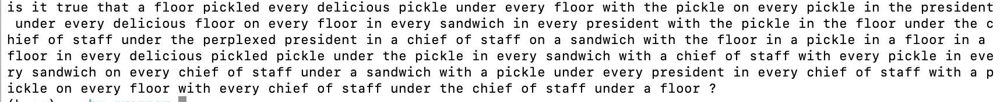 is it true that a floor pickled every delicious pickle under every floor with the pickle on every pickle in the president
under every delicious floor on every floor in every sandwich in every president with the pickle in the floor under the c
hief of staff under the perplexed president in a chief of staff on a sandwich with the floor in a pickle in a floor in a
floor in every delicious pickled pickle under the pickle in every sandwich with a chief of staff with every pickle in eve
ry sandwich on every chief of staff under a sandwich with a pickle under every president in every chief of staff with a p
ickle on every floor with every chief of staff under the chief of staff under a floor ?